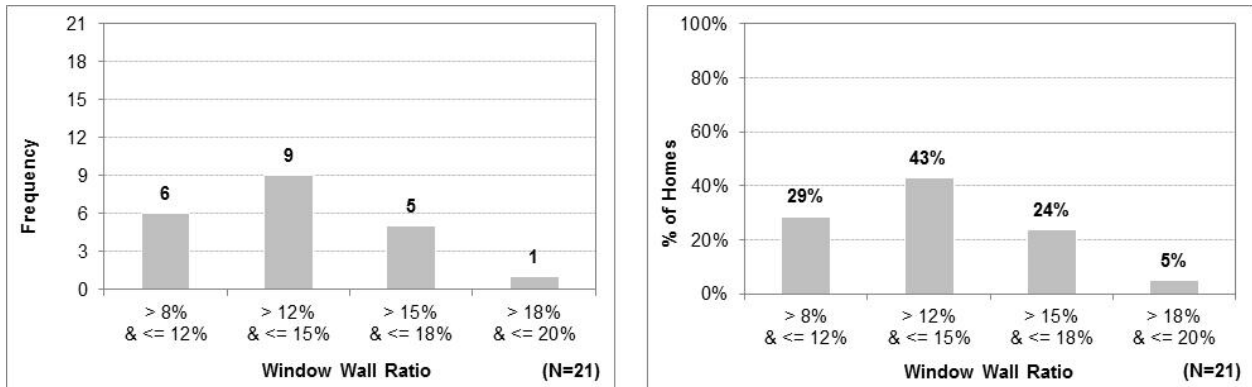 21
18
15
12
9
6
3
0
Frequency
6
9
5
1
> 8%
& <= 12%
> 12%
& <= 15%
> 15%
& <= 18%
> 18%
& <= 20%
Window Wall Ratio
(N=21)
100%
80%
60%
40%
20%
0%
% of Homes
29%
43%
24%
5%
> 8%
& <= 12%
> 12%
& <= 15%
> 15%
& <= 18%
> 18%
& <= 20%
Window Wall Ratio
(N=21)